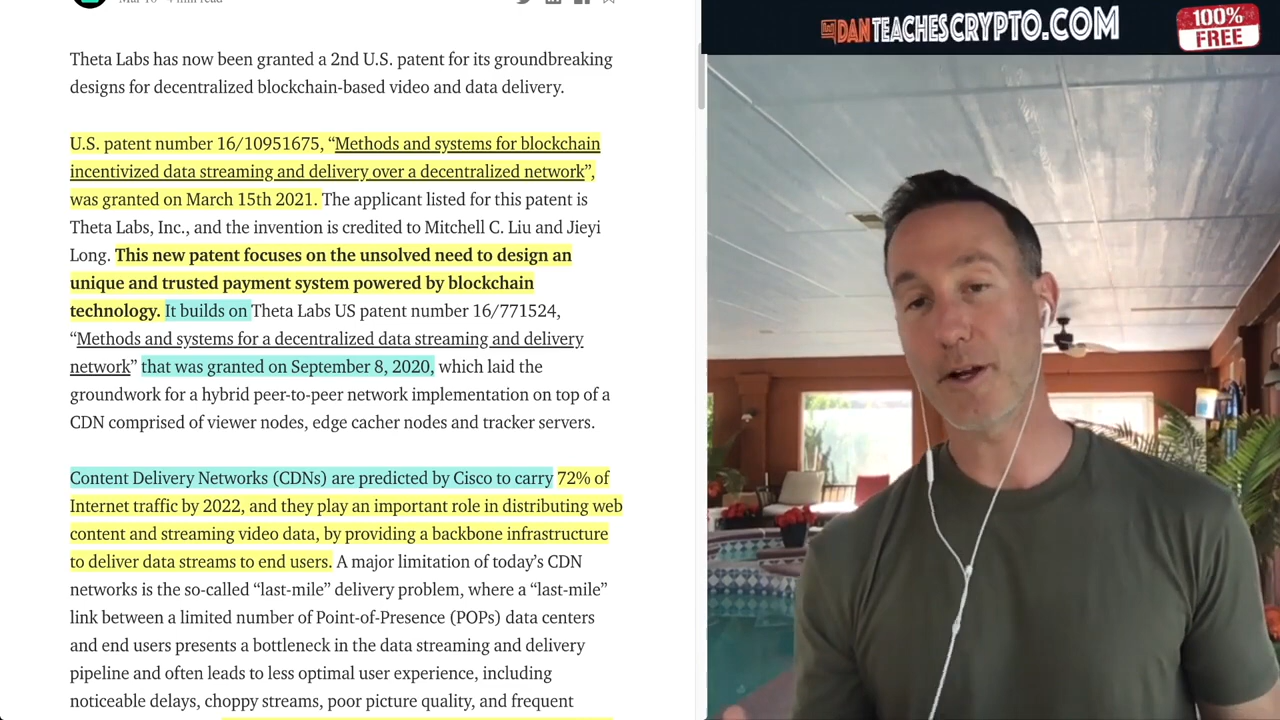 Mar 16 · 4 min read
Theta Labs has now been granted a 2nd U.S. patent for its groundbreaking
designs for decentralized blockchain-based video and data delivery.
U.S. patent number 16/10951675, “Methods and systems for blockchain
incentivized data streaming and delivery over a decentralized network”,
was granted on March 15th 2021. The applicant listed for this patent is
Theta Labs, Inc., and the invention is credited to Mitchell C. Liu and Jieyi
Long. This new patent focuses on the unsolved need to design an
unique and trusted payment system powered by blockchain
technology. It builds on Theta Labs US patent number 16/771524,
“Methods and systems for a decentralized data streaming and delivery
network” that was granted on September 8, 2020, which laid the
groundwork for a hybrid peer-to-peer network implementation on top of a
CDN comprised of viewer nodes, edge cacher nodes and tracker servers.
Content Delivery Networks (CDNs) are predicted by Cisco to carry 72% of
Internet traffic by 2022, and they play an important role in distributing web
content and streaming video data, by providing a backbone infrastructure
to deliver data streams to end users. A major limitation of today’s CDN
networks is the so-called “last-mile” delivery problem, where a “last-mile”
link between a limited number of Point-of-Presence (POPs) data centers
and end users presents a bottleneck in the data streaming and delivery
pipeline and often leads to less optimal user experience, including
noticeable delays, choppy streams, poor picture quality, and frequent
DANTEACHESCRYPTO.COM
100%
FREE